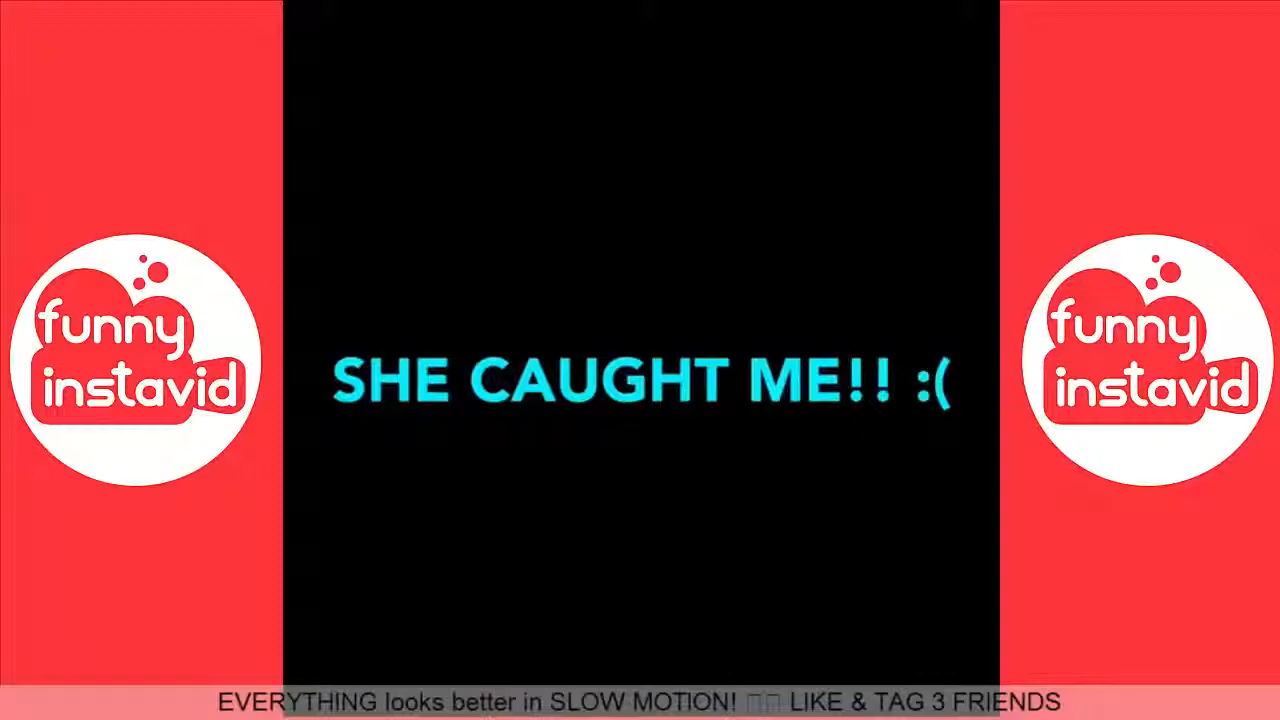 funny
instavid
SHE CAUGHT ME!! :(
funny
instavid
EVERYTHING looks better in SLOW MOTION! LIKE & TAG 3 FRIENDS